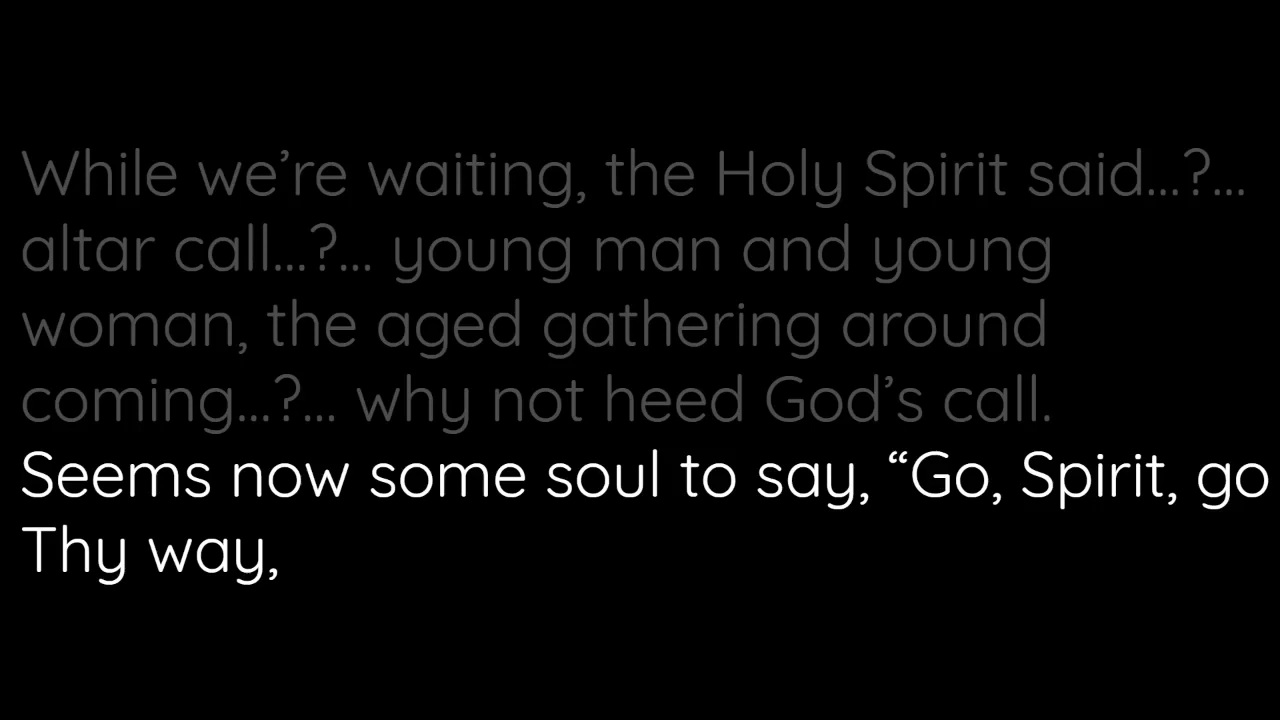 While we’re waiting, the Holy Spirit said...?...
altar call...?... young man and young
woman, the aged gathering around
coming...?... why not heed God’s call.
Seems now some soul to say, “Go, Spirit, go
Thy way,